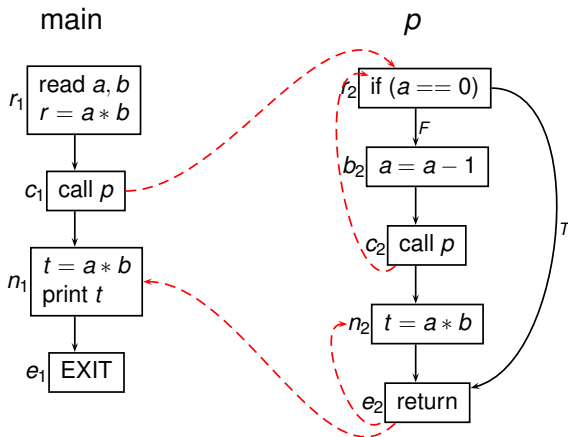 main
r1
read a, b
r = a ∗ b
c1
call p
n1
t = a ∗ b
print t
e1
EXIT
p
r2
if (a == 0)
F
b2
a = a − 1
c2
call p
T
n2
t = a ∗ b
e2
return